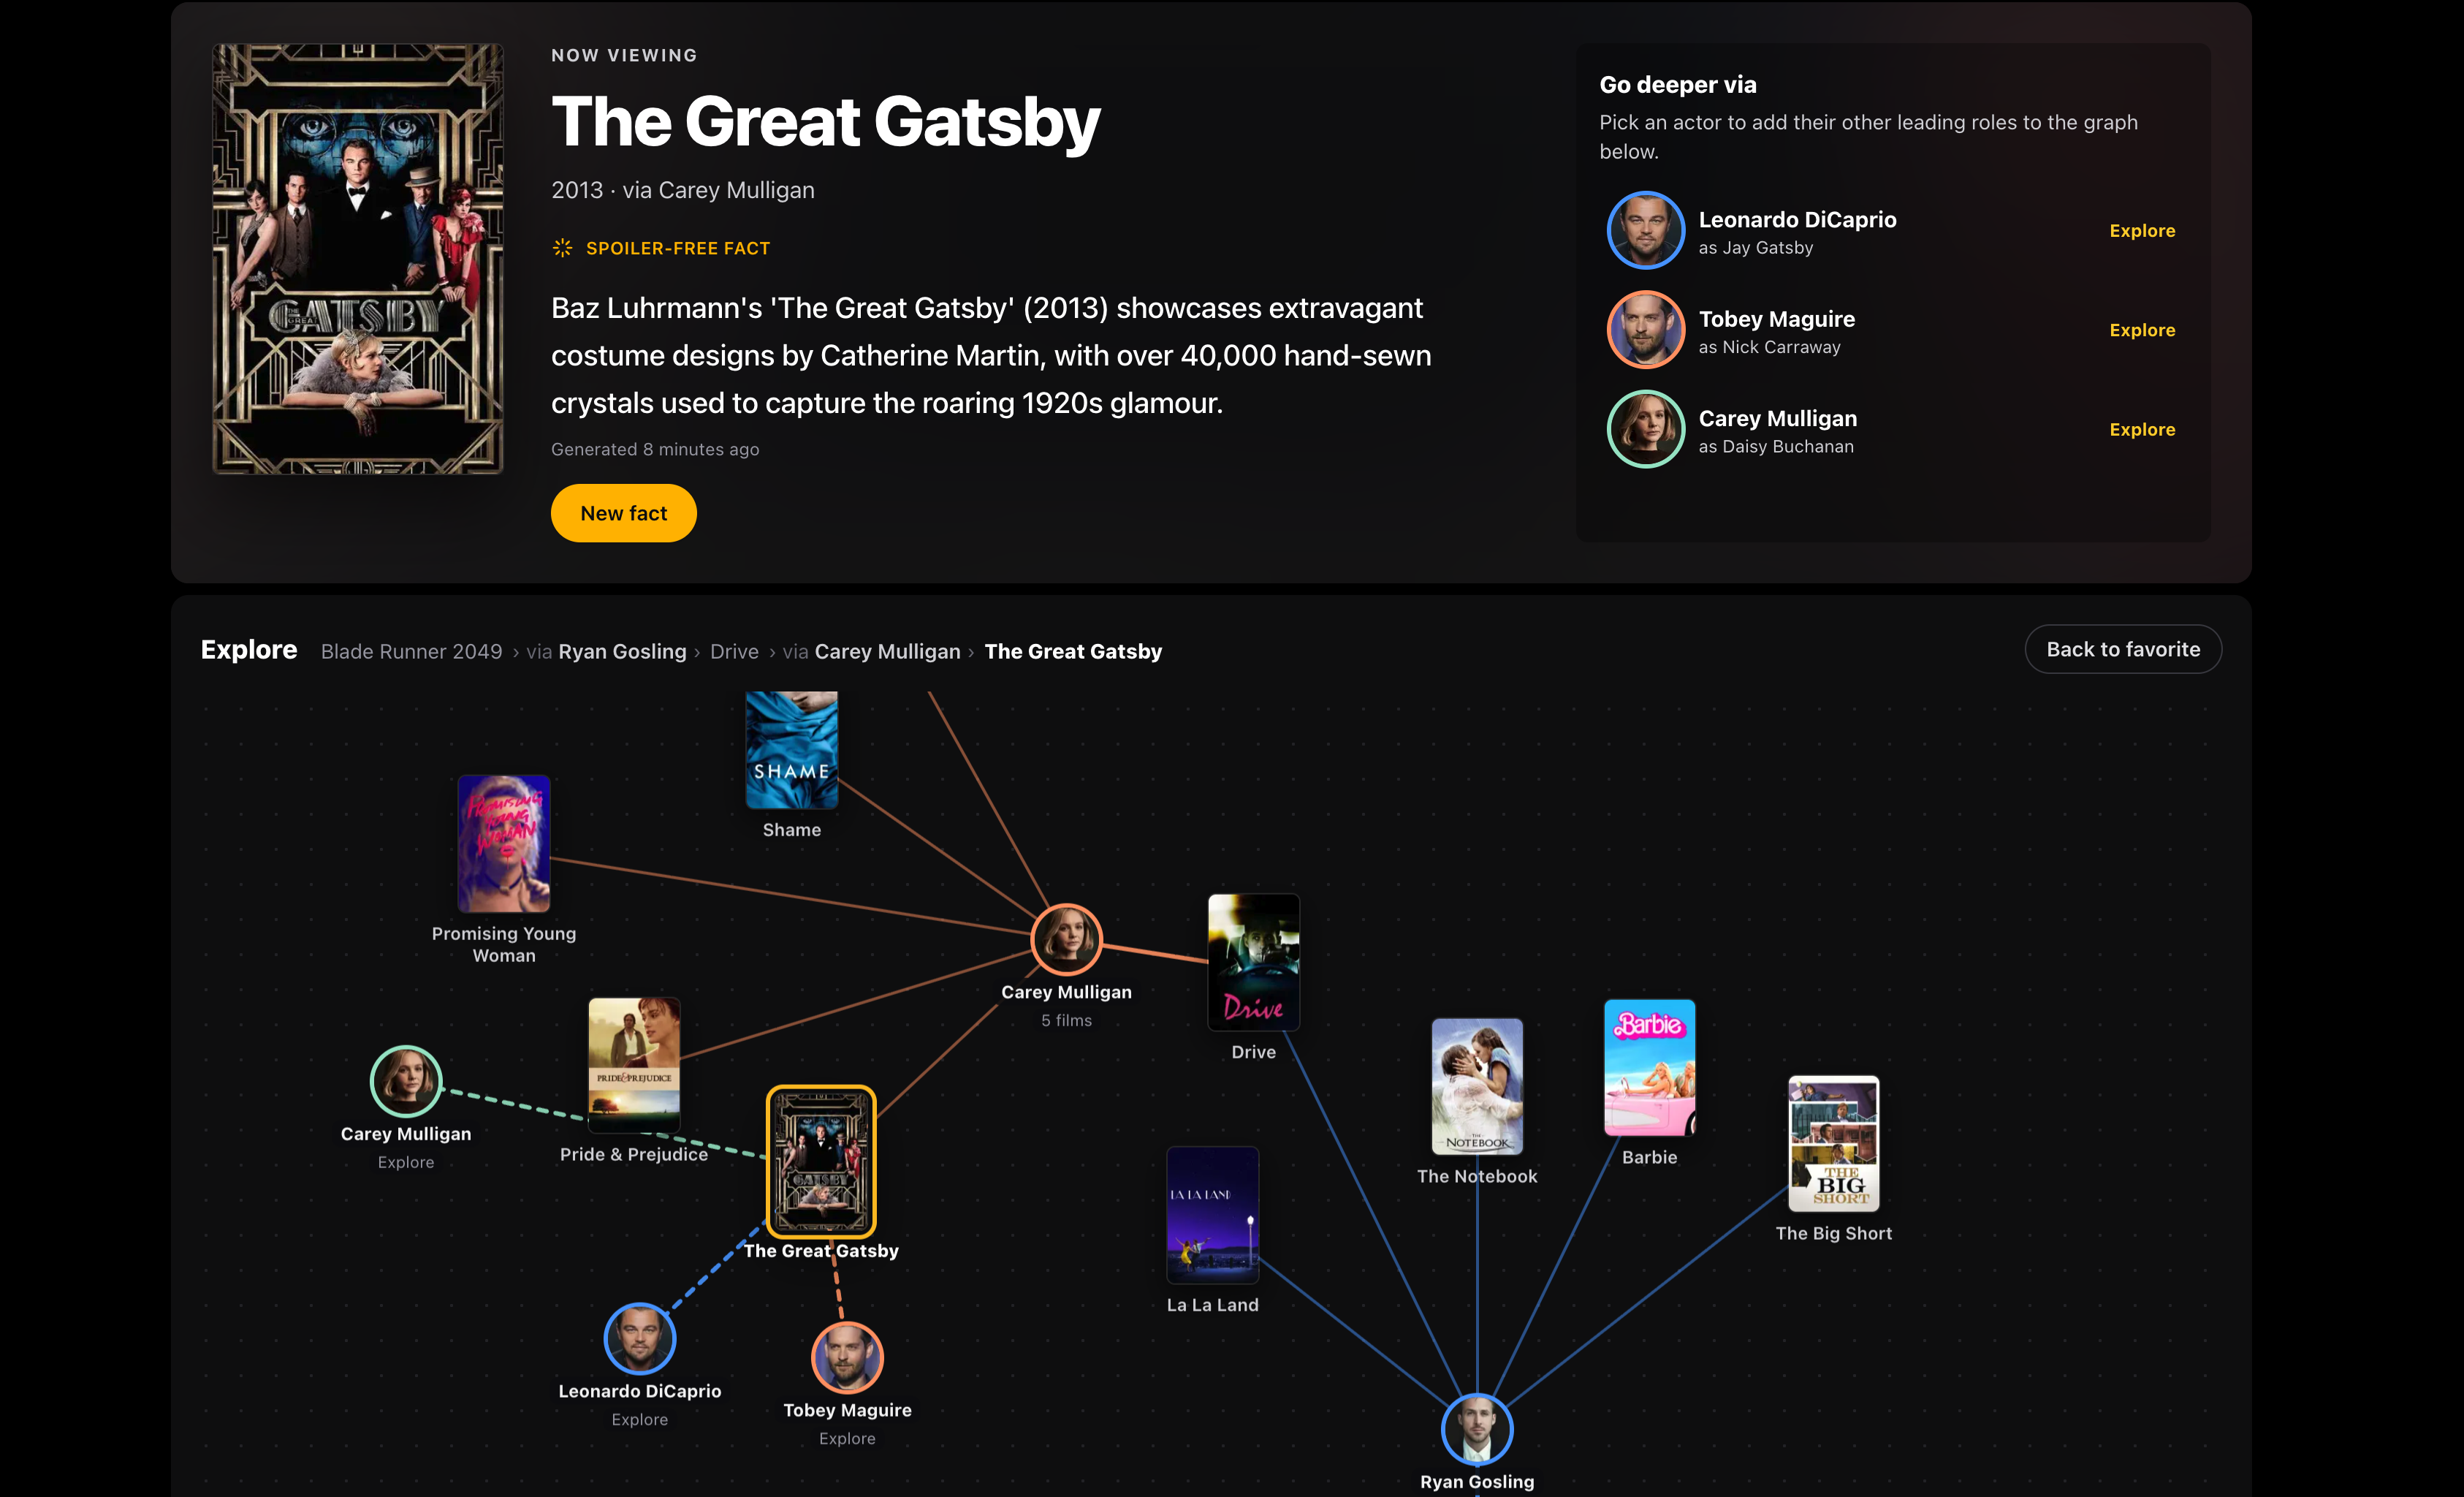 NOW VIEWING
The Great Gatsby
2013 · via Carey Mulligan
SPOILER-FREE FACT
Baz Luhrmann's 'The Great Gatsby' (2013) showcases extravagant
costume designs by Catherine Martin, with over 40,000 hand-sewn
crystals used to capture the roaring 1920s glamour.
Generated 8 minutes ago
New fact
THE GREAT GATSBY
Go deeper via
Pick an actor to add their other leading roles to the graph
below.
Leonardo DiCaprio
as Jay Gatsby
Explore
Tobey Maguire
as Nick Carraway
Explore
Carey Mulligan
as Daisy Buchanan
Explore
Explore Blade Runner 2049 › via Ryan Gosling › Drive › via Carey Mulligan › The Great Gatsby
Back to favorite
SHAME
Shame
PROMISING
YOUNG
WOMAN
Promising Young
Woman
Carey Mulligan
5 films
Drive
Drive
PRIDE & PREJUDICE
Pride & Prejudice
Carey Mulligan
Explore
GATSBY
The Great Gatsby
THE
NOTEBOOK
The Notebook
Barbie
Barbie
THE
BIG
SHORT
The Big Short
LA LA LAND
La La Land
Leonardo DiCaprio
Explore
Tobey Maguire
Explore
Ryan Gosling